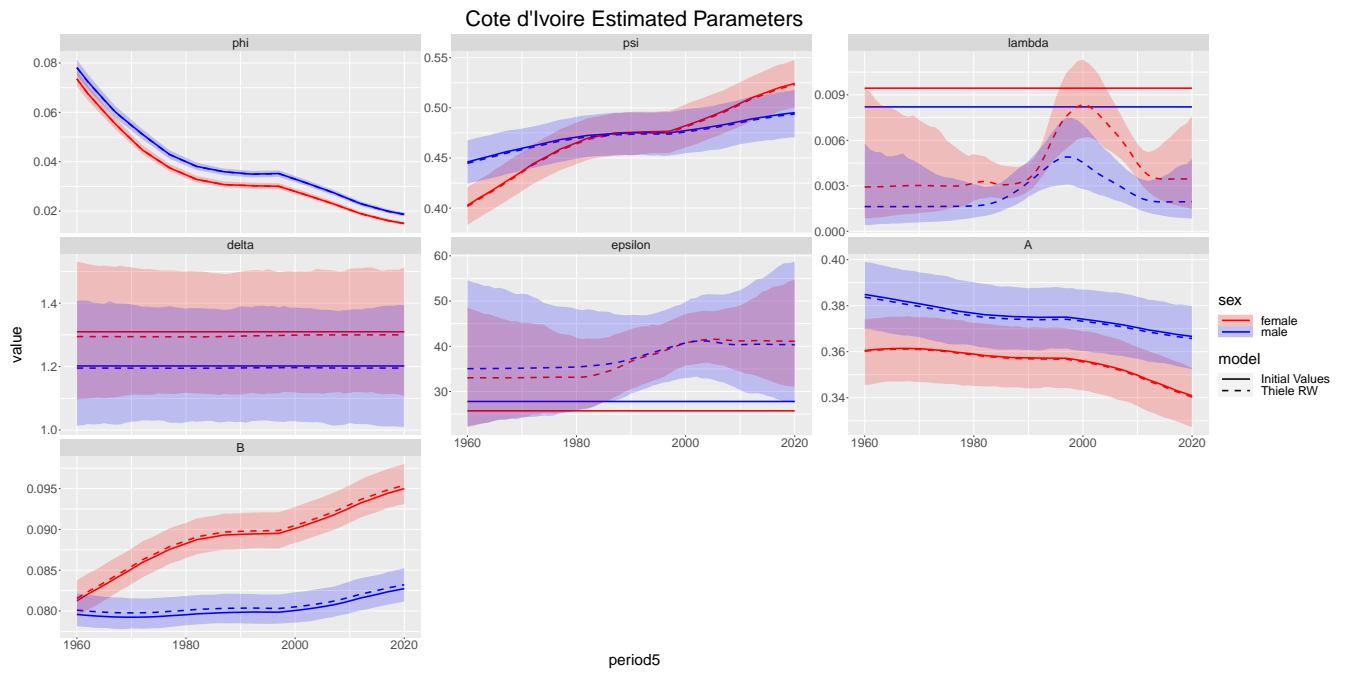 Cote d'Ivoire Estimated Parameters
phi
psi
lambda
0.08
0.06
0.04
0.02
0.55
0.50
0.45
0.40
0.009
0.006
0.003
0.000
delta
epsilon
A
1.4
1.2
1.0
60
50
40
30
0.40
0.38
0.36
0.34
1960
1980
2000
2020
1960
1980
2000
2020
B
0.095
0.090
0.085
0.080
1960
1980
2000
2020
value
period5
sex
female
male
model
Initial Values
Thiele RW